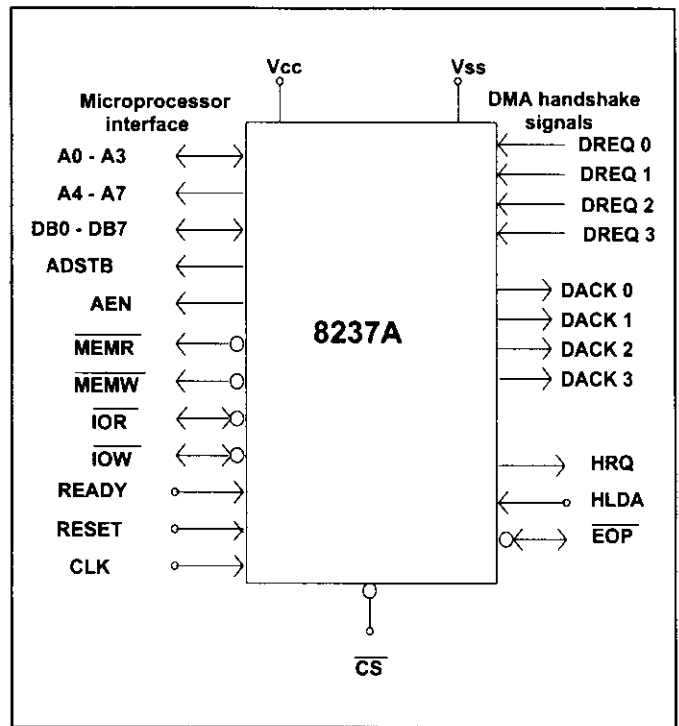 Vcc
Vss
Microprocessor
interface
DMA handshake
signals
A0 - A3
A4 - A7
DB0 - DB7
ADSTB
AEN
MEMR
MEMW
IOR
IOW
READY
RESET
CLK
8237A
DREQ 0
DREQ 1
DREQ 2
DREQ 3
DACK 0
DACK 1
DACK 2
DACK 3
HRQ
HLDA
EOP
CS